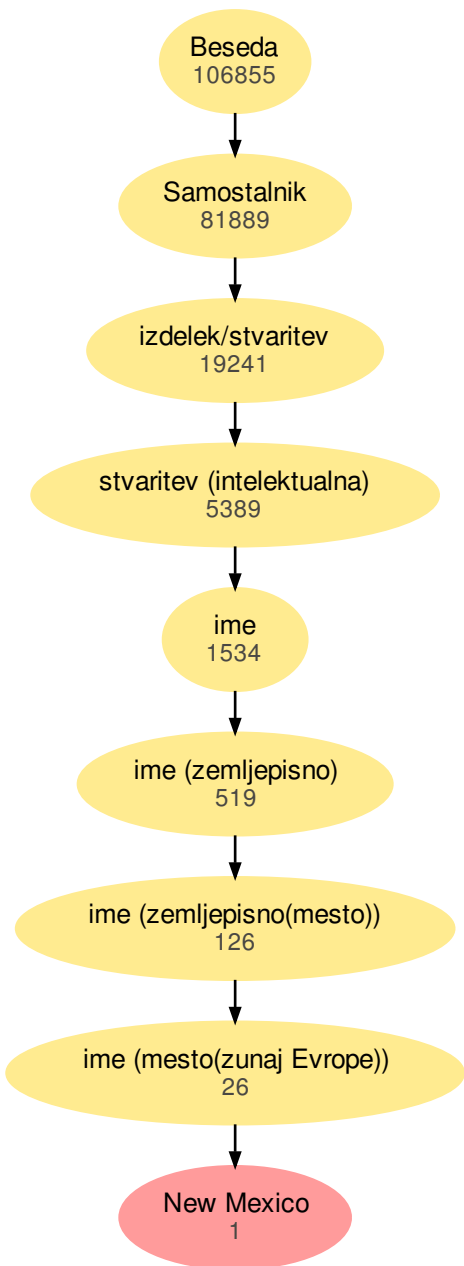 Beseda
106855
Samostalnik
81889
izdelek/stvaritev
19241
stvaritev (intelektualna)
5389
ime
1534
ime (zemljepisno)
519
ime (zemljepisno(mesto))
126
ime (mesto(zunaj Evrope))
26
New Mexico
1